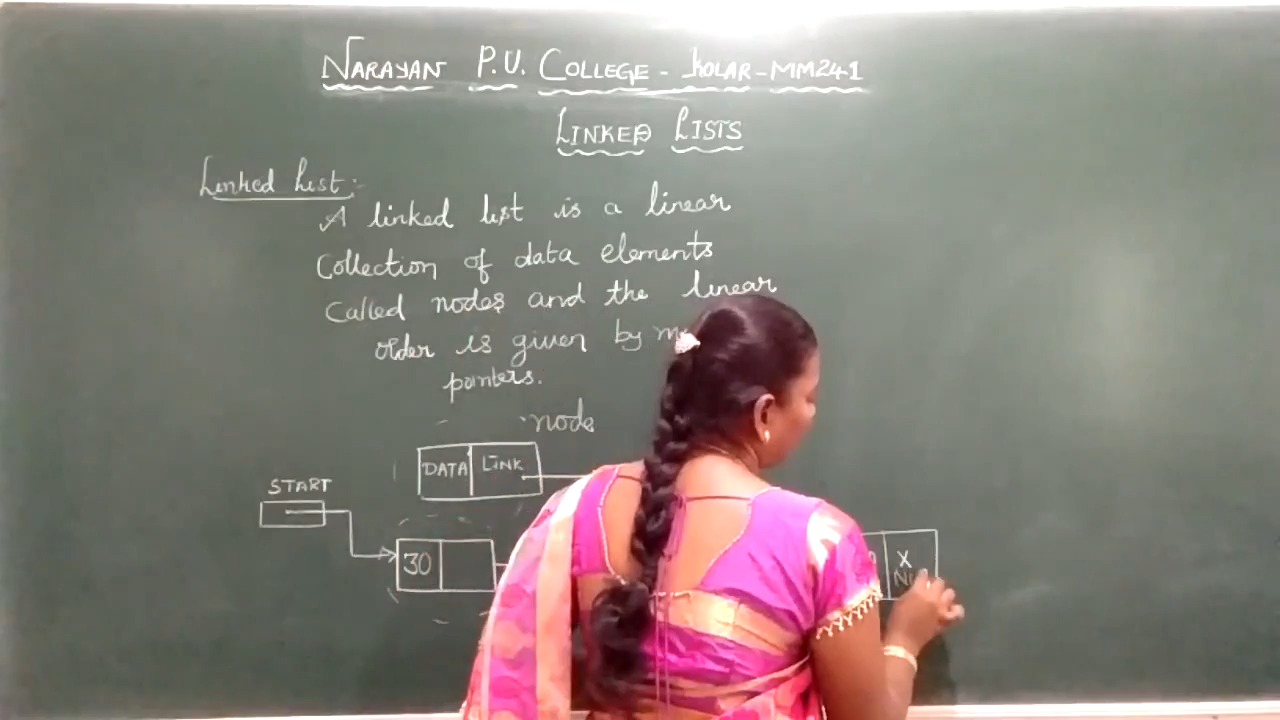 NARAYAN P.U. COLLEGE - KOLAR - MM241
LINKED LISTS
Linked List:-
A linked list is a linear
Collection of data elements
Called nodes and the linear
order is given by
pointers.
node
DATA LINK
START
30 X